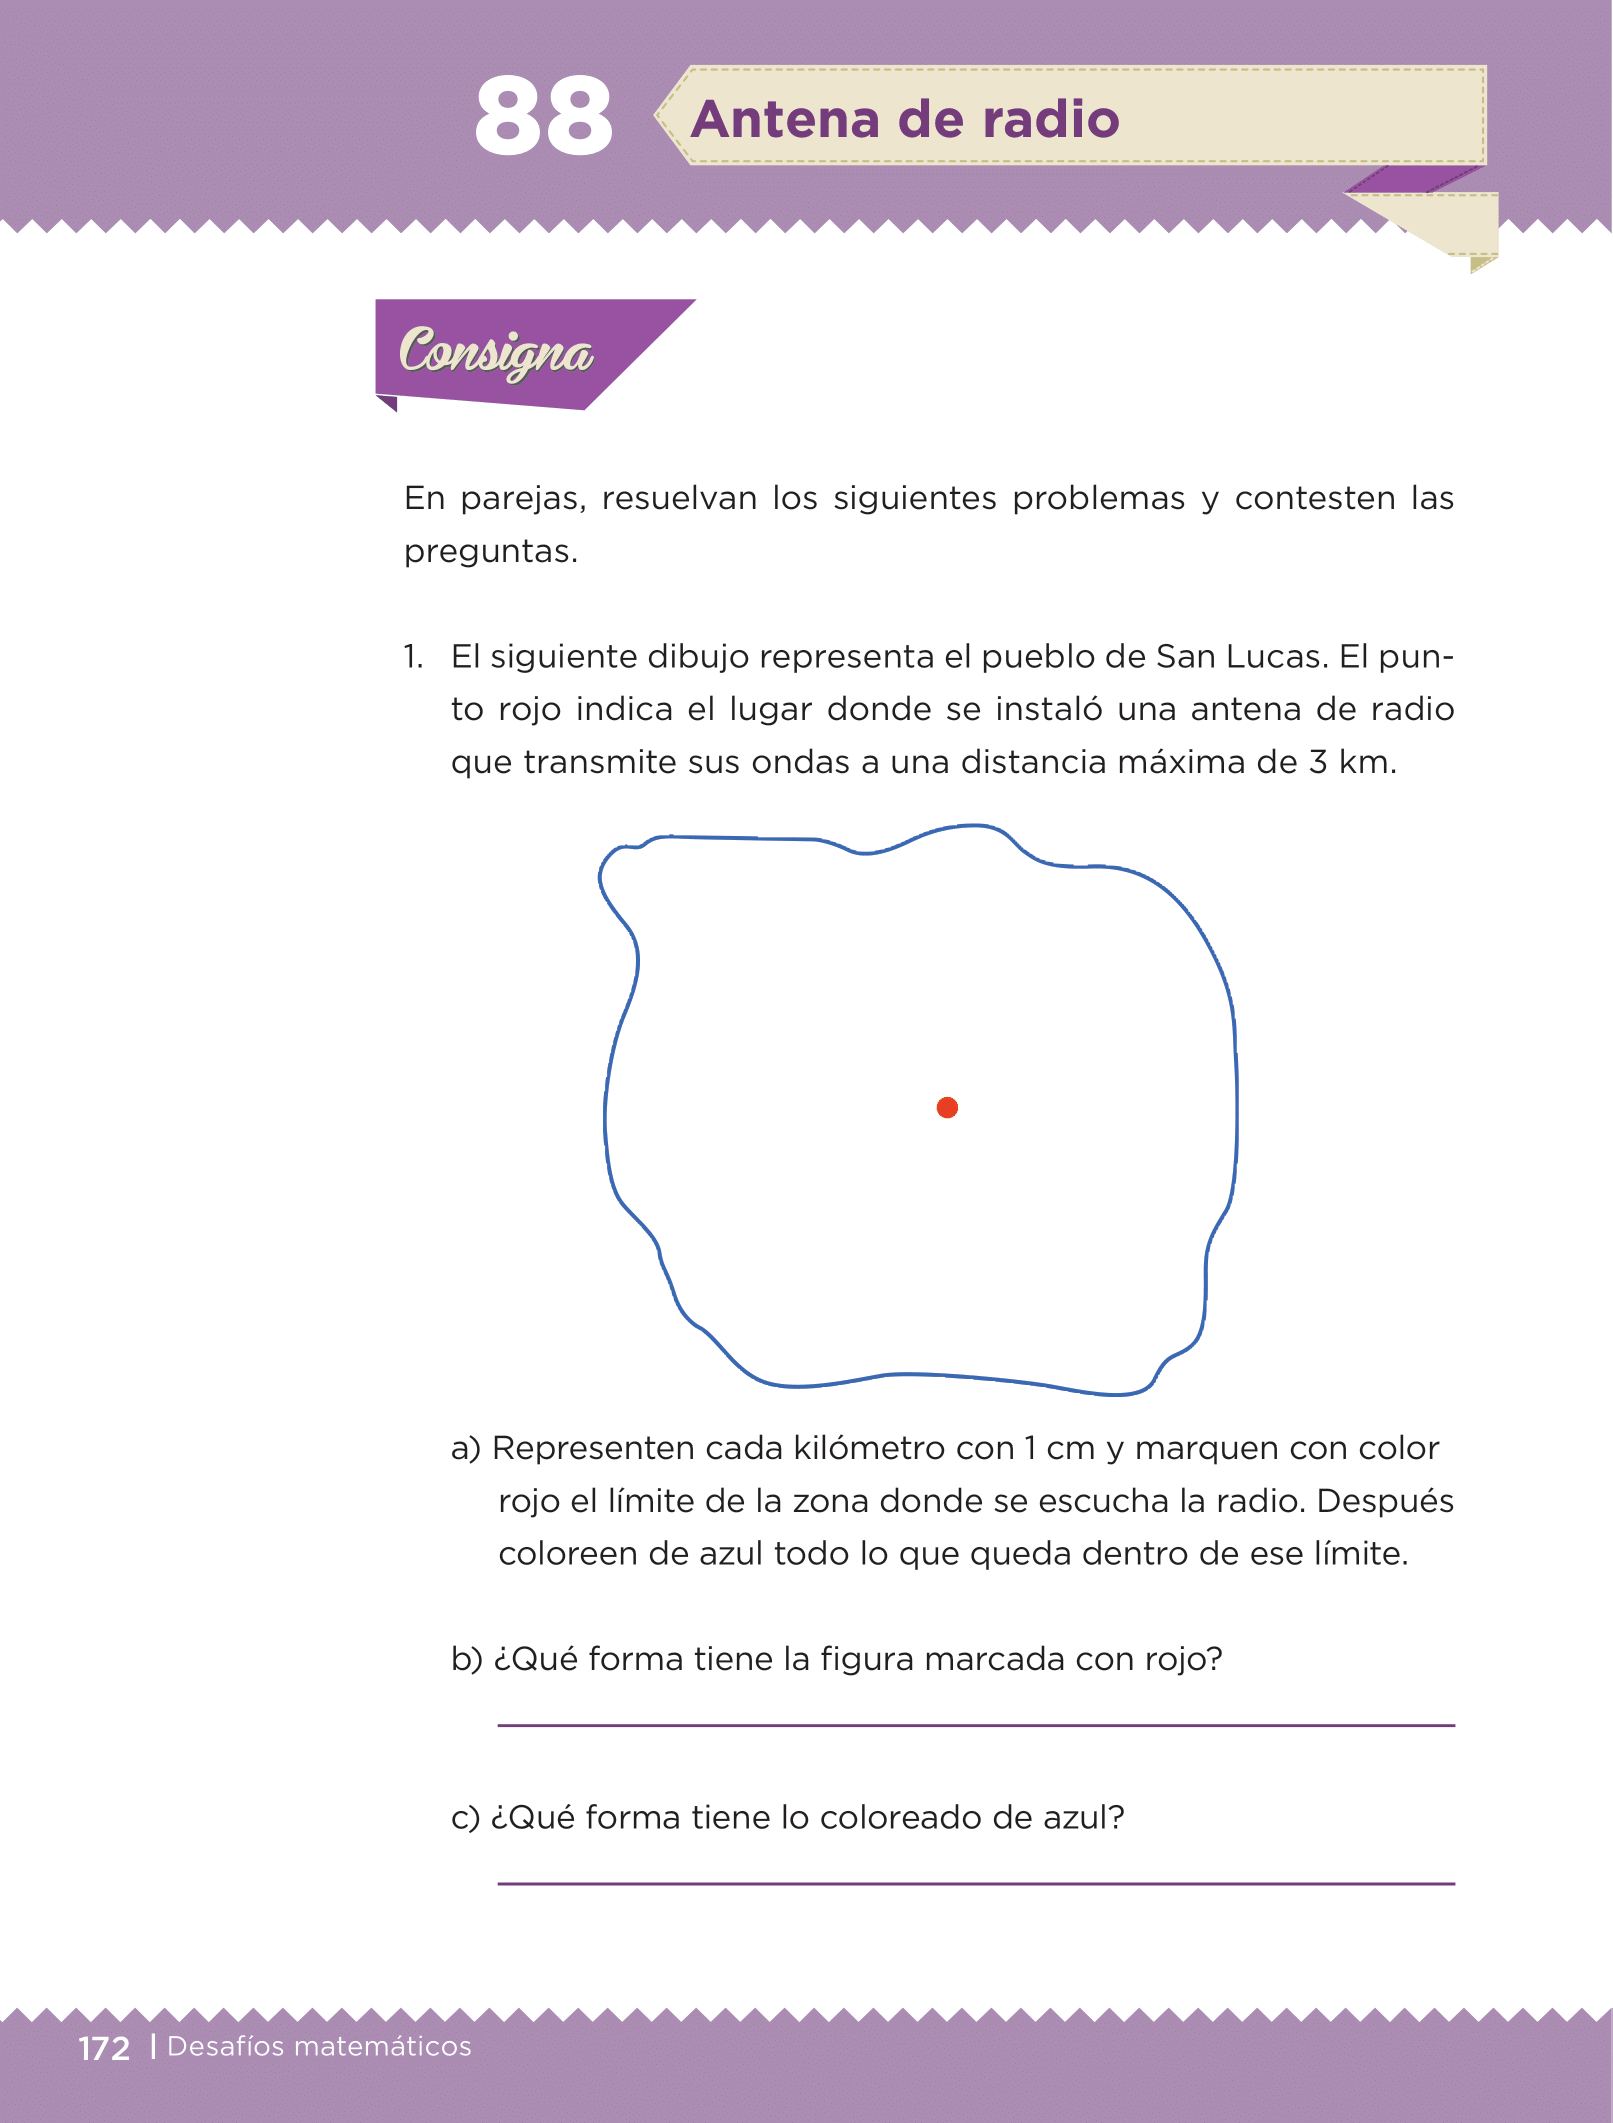 88
Antena de radio
Consigna
En parejas, resuelvan los siguientes problemas y contesten las
preguntas.
1. El siguiente dibujo representa el pueblo de San Lucas. El pun-
to rojo indica el lugar donde se instaló una antena de radio
que transmite sus ondas a una distancia máxima de 3 km.
a) Representen cada kilómetro con 1 cm y marquen con color
rojo el límite de la zona donde se escucha la radio. Después
coloreen de azul todo lo que queda dentro de ese límite.
b) ¿Qué forma tiene la figura marcada con rojo?
c) ¿Qué forma tiene lo coloreado de azul?
172 | Desafíos matemáticos